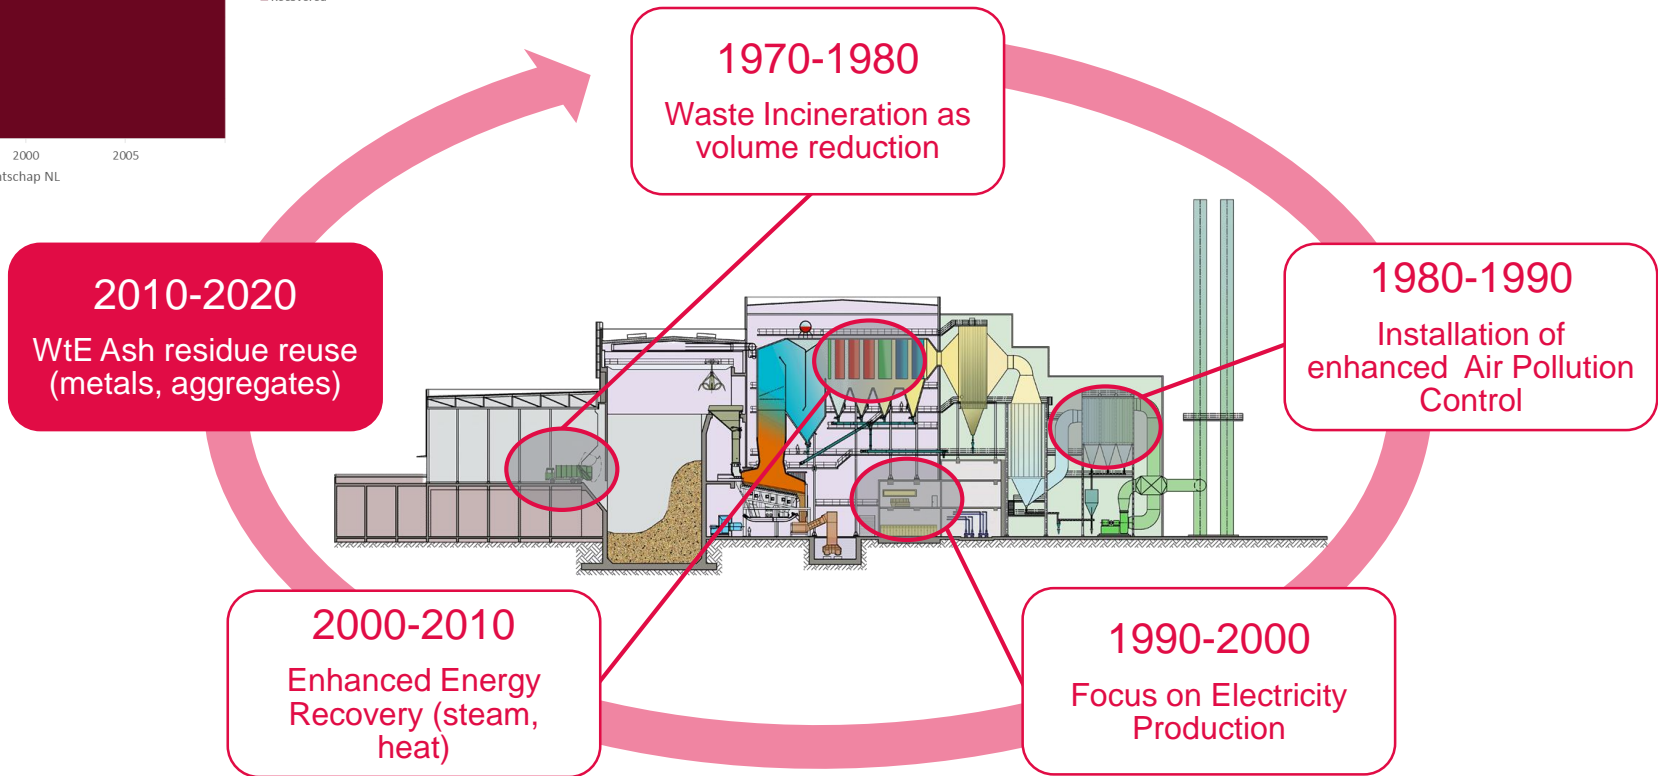 Recovered
2000 2005
1970-1980
Waste Incineration as
volume reduction
1980-1990
Installation of
enhanced Air Pollution
Control
1990-2000
Focus on Electricity
Production
2000-2010
Enhanced Energy
Recovery (steam,
heat)
2010-2020
WtE Ash residue reuse
(metals, aggregates)
NL